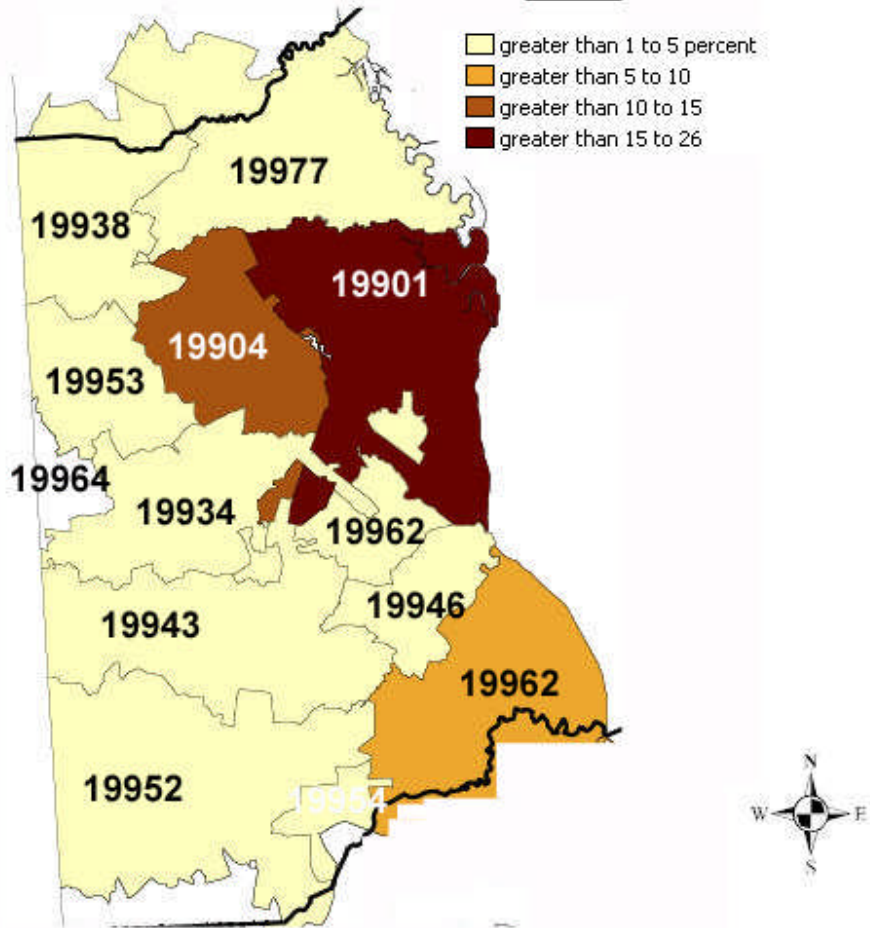 greater than 1 to 5 percent
greater than 5 to 10
greater than 10 to 15
greater than 15 to 26
19977
19938
19901
19904
19953
19964
19934
19962
19946
19943
19962
19952
19954
N
W
E
S